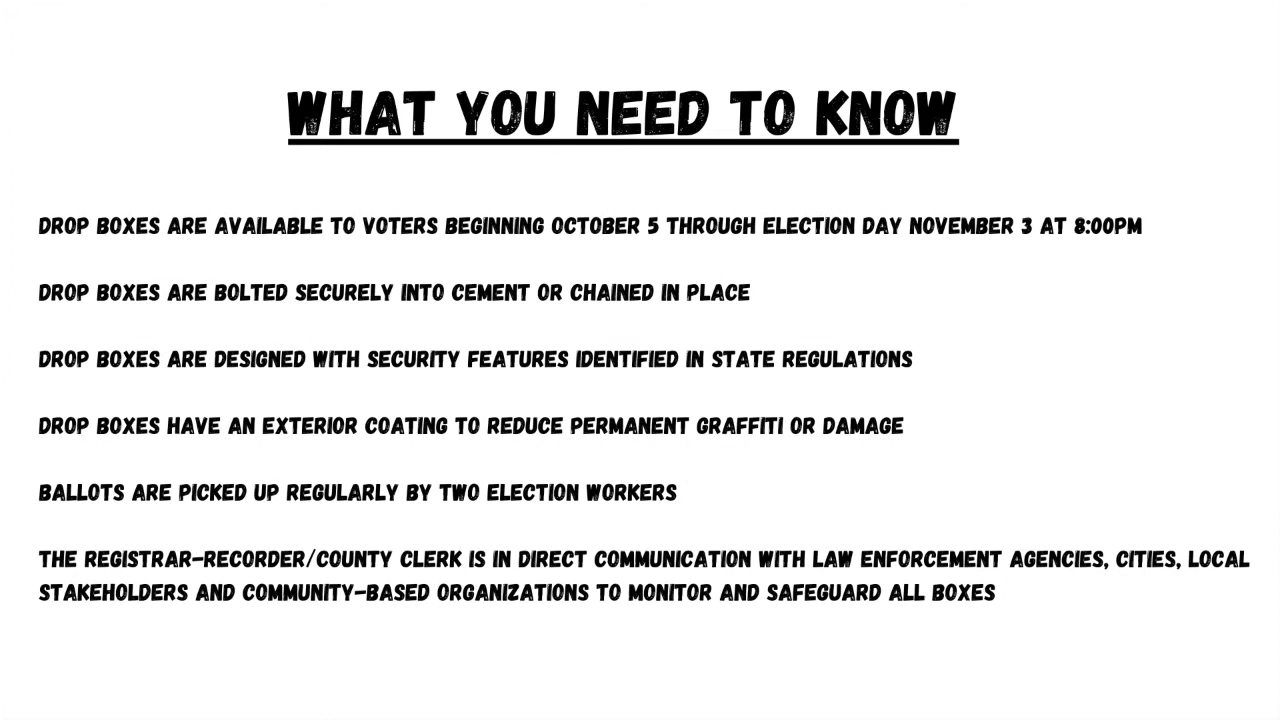 WHAT YOU NEED TO KNOW
DROP BOXES ARE AVAILABLE TO VOTERS BEGINNING OCTOBER 5 THROUGH ELECTION DAY NOVEMBER 3 AT 8:00PM
DROP BOXES ARE BOLTED SECURELY INTO CEMENT OR CHAINED IN PLACE
DROP BOXES ARE DESIGNED WITH SECURITY FEATURES IDENTIFIED IN STATE REGULATIONS
DROP BOXES HAVE AN EXTERIOR COATING TO REDUCE PERMANENT GRAFFITI OR DAMAGE
BALLOTS ARE PICKED UP REGULARLY BY TWO ELECTION WORKERS
THE REGISTRAR-RECORDER/COUNTY CLERK IS IN DIRECT COMMUNICATION WITH LAW ENFORCEMENT AGENCIES, CITIES, LOCAL
STAKEHOLDERS AND COMMUNITY-BASED ORGANIZATIONS TO MONITOR AND SAFEGUARD ALL BOXES